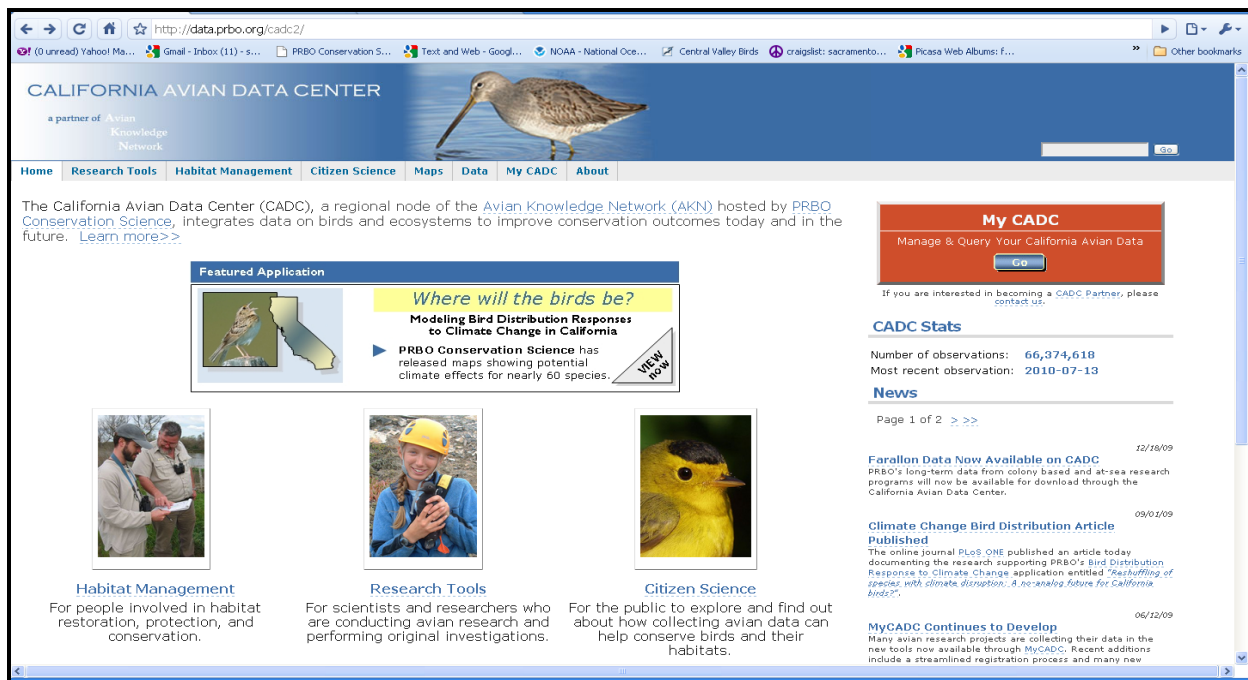 http://data.prbo.org/cadc2/
(0 unread) Yahoo! Ma... Gmail - Inbox (11) - s... PRBO Conservation S... Text and Web - Googl... NOAA - National Oce... Central Valley Birds craigslist: sacramento... Picasa Web Albums: f... » Other bookmarks
CALIFORNIA AVIAN DATA CENTER
a partner of Avian
Knowledge
Network
Go
Home Research Tools Habitat Management Citizen Science Maps Data My CADC About
The California Avian Data Center (CADC), a regional node of the Avian Knowledge Network (AKN) hosted by PRBO
Conservation Science, integrates data on birds and ecosystems to improve conservation outcomes today and in the
future. Learn more>>
Featured Application
Where will the birds be?
Modeling Bird Distribution Responses
to Climate Change in California
PRBO Conservation Science has
released maps showing potential
climate effects for nearly 60 species.
VIEW
now
Habitat Management
For people involved in habitat
restoration, protection, and
conservation.
Research Tools
For scientists and researchers who
are conducting avian research and
performing original investigations.
Citizen Science
For the public to explore and find out
about how collecting avian data can
help conserve birds and their
habitats.
My CADC
Manage & Query Your California Avian Data
Go
If you are interested in becoming a CADC Partner, please
contact us.
CADC Stats
Number of observations: 66,374,618
Most recent observation: 2010-07-13
News
Page 1 of 2 > >>
12/18/09
Farallon Data Now Available on CADC
PRBO's long-term data from colony based and at-sea research
programs will now be available for download through the
California Avian Data Center.
09/01/09
Climate Change Bird Distribution Article
Published
The online journal PLoS ONE published an article today
documenting the research supporting PRBO's Bird Distribution
Response to Climate Change application entitled "Reshuffling of
species with climate disruption: A no-analog future for California
birds?".
06/12/09
MyCADC Continues to Develop
Many avian research projects are collecting their data in the
new tools now available through MyCADC. Recent additions
include a streamlined registration process and many new